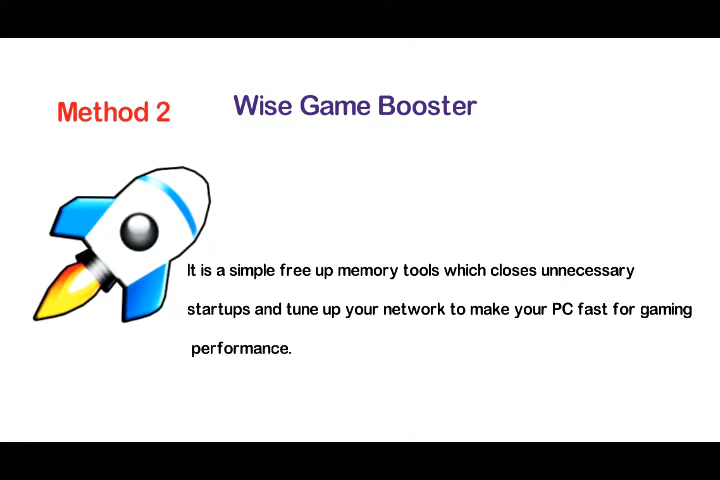 Method 2
Wise Game Booster
It is a simple free up memory tools which closes unnecessary
startups and tune up your network to make your PC fast for gaming
performance.